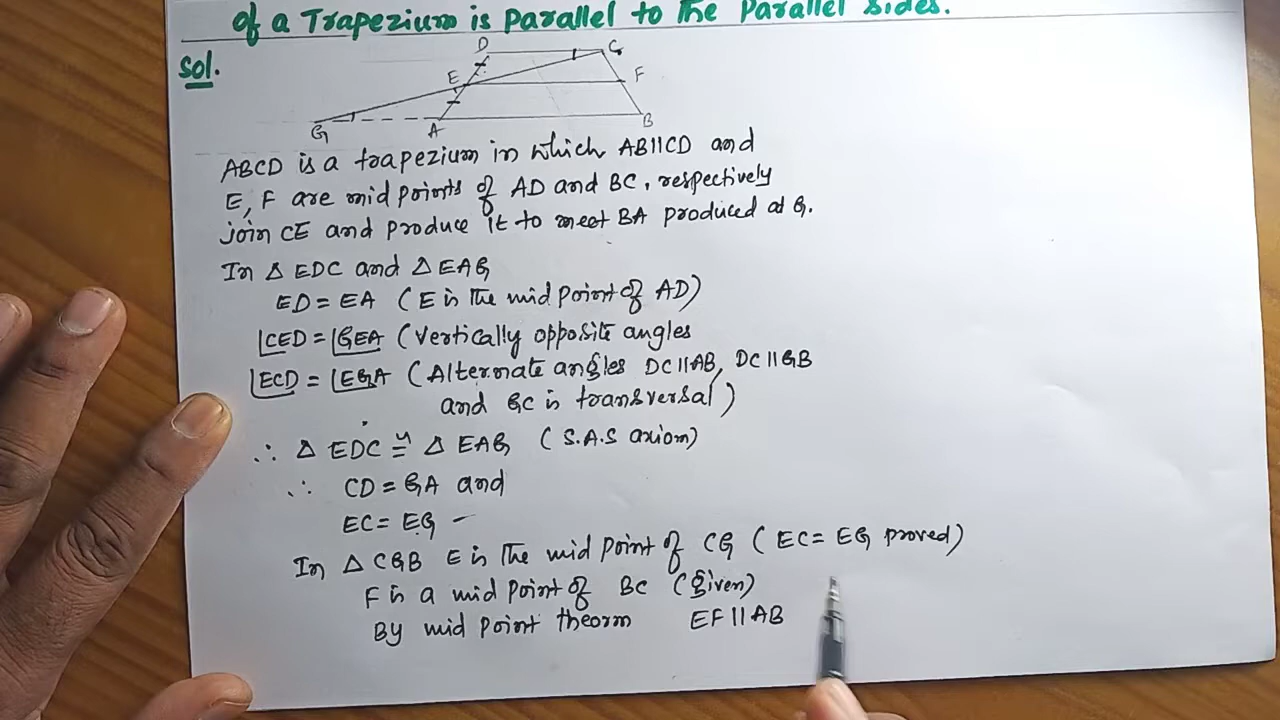 of a Trapezium is parallel to the Parallel sides.
Sol.
D C
E F
G A B
ABCD is a trapezium in which AB||CD and
E, F are mid points of AD and BC, respectively
join CE and produce it to meet BA produced at G.
In Δ EDC and Δ EAG
ED = EA (E is the mid point of AD)
∠CED = ∠GEA (Vertically opposite angles
∠ECD = ∠EGA (Alternate angles DC||AB, DC||GB
and GC is transversal)
∴ Δ EDC ≅ Δ EAG (S.A.S axiom)
∴ CD = GA and
EC = EG –
In Δ CGB E is the mid point of CG (EC = EG proved)
F is a mid point of BC (given)
By mid point theorm EF || AB